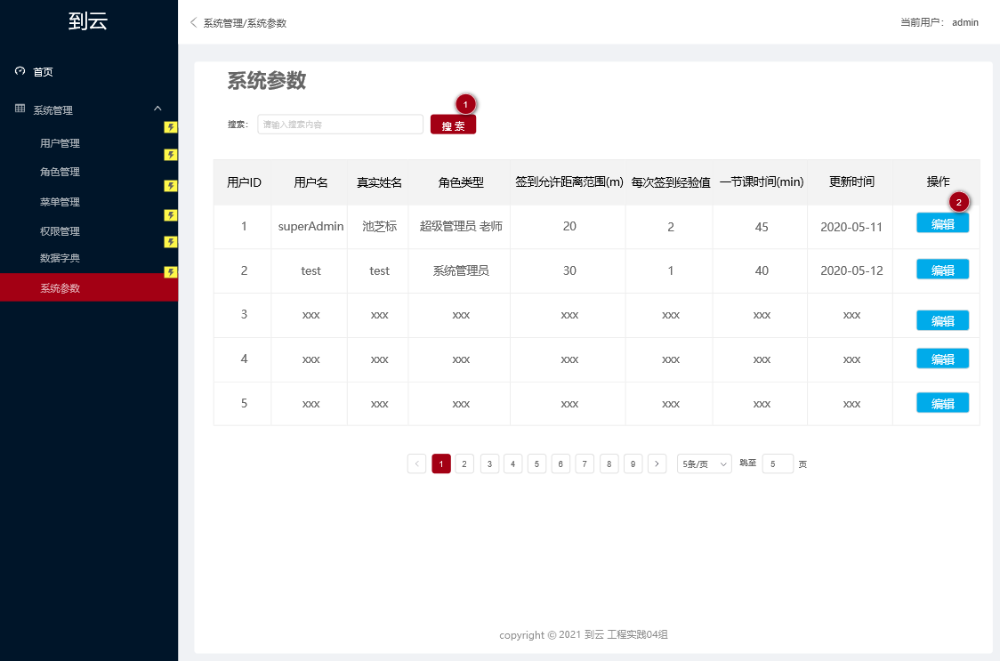 到云
系统管理/系统参数
当前用户： admin
首页
系统管理
用户管理
角色管理
菜单管理
权限管理
数据字典
系统参数
系统参数
1
搜索： 请输入搜索内容 搜 索
用户ID 用户名 真实姓名 角色类型 签到允许距离范围(m) 每次签到经验值 一节课时间(min) 更新时间 操作
2
1 superAdmin 池芝标 超级管理员 老师 20 2 45 2020-05-11 编辑
2 test test 系统管理员 30 1 40 2020-05-12 编辑
3 xxx xxx xxx xxx xxx xxx xxx 编辑
4 xxx xxx xxx xxx xxx xxx xxx 编辑
5 xxx xxx xxx xxx xxx xxx xxx 编辑
1 2 3 4 5 6 7 8 9 5条/页 跳至 5 页
copyright © 2021 到云 工程实践04组